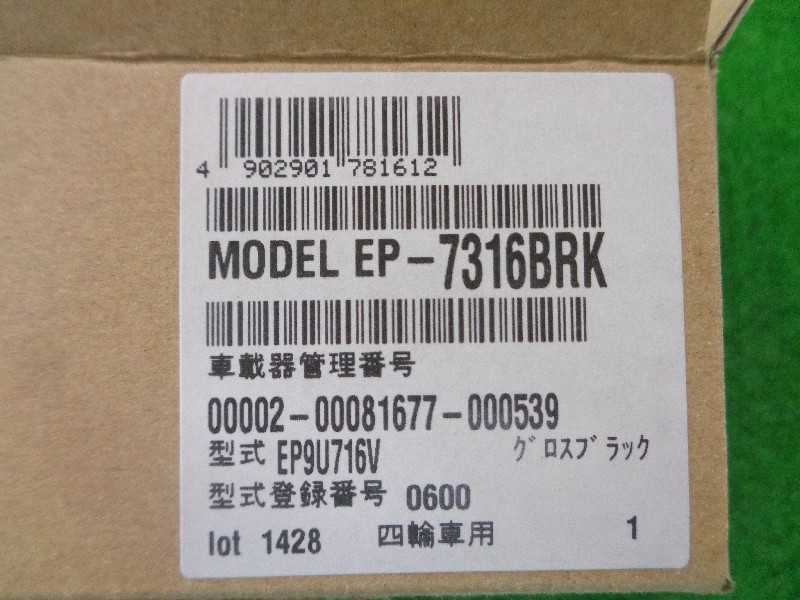 4 902901 781612
MODEL EP-7316BRK
車載器管理番号
00002-00081677-000539
型式 EP9U716V グロスブラック
型式登録番号 0600
lot 1428 四輪車用 1